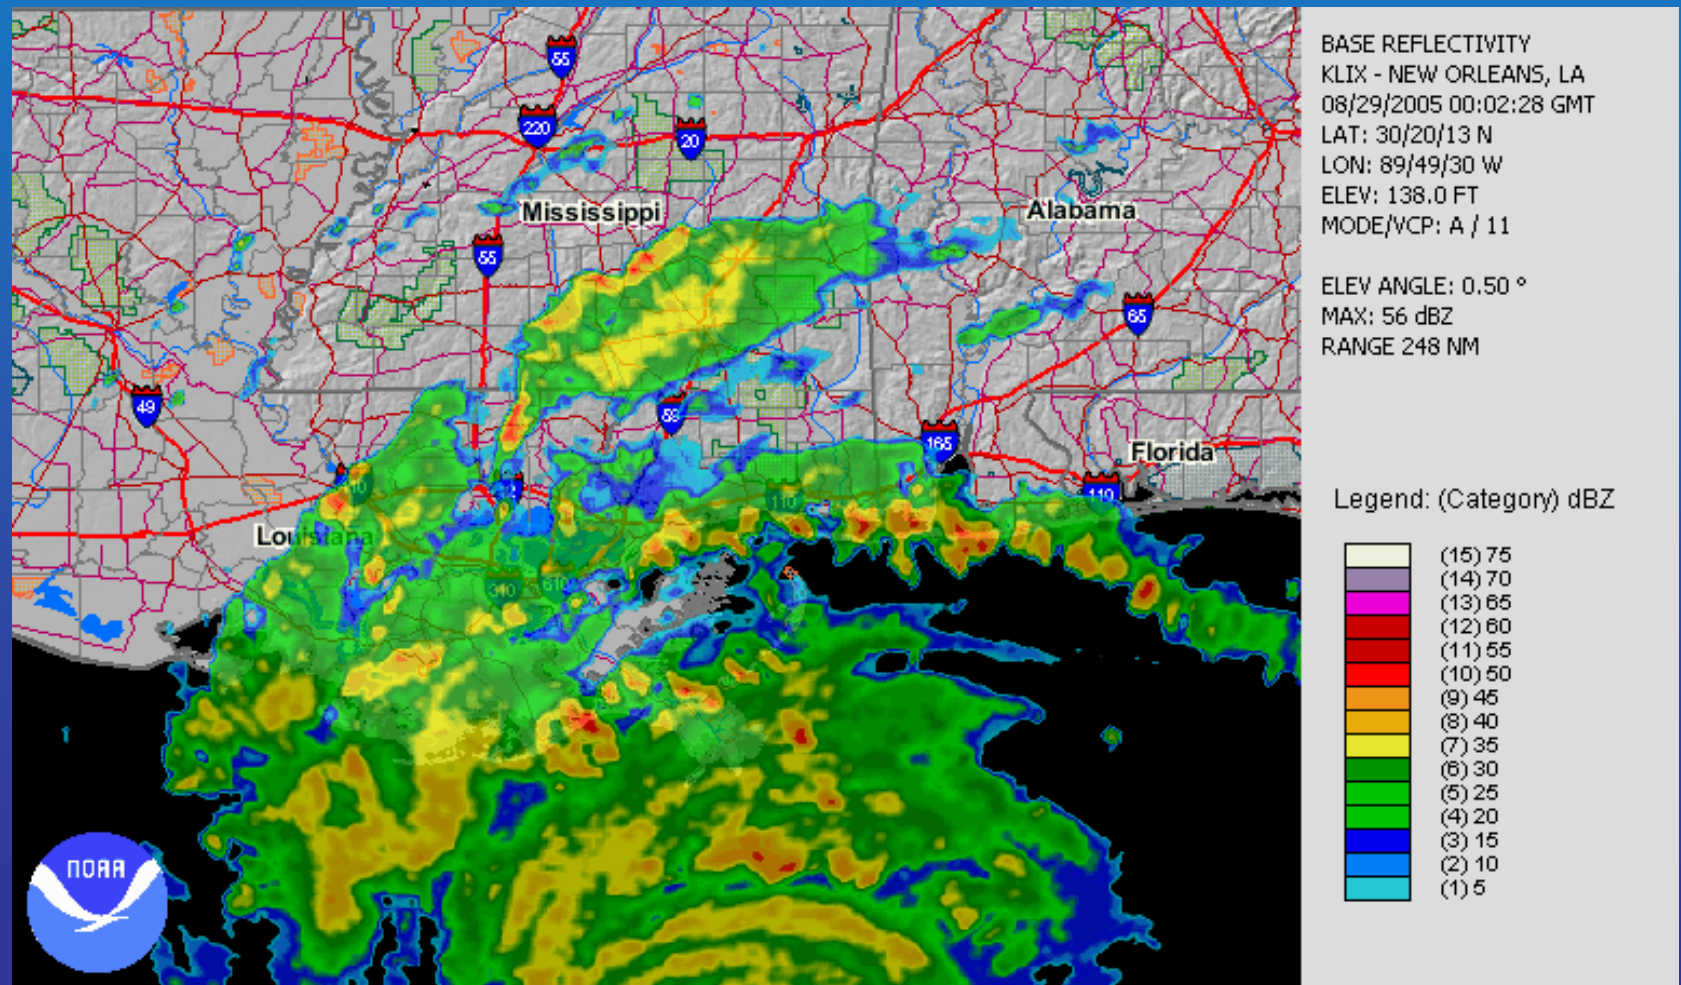 55
220
20
Mississippi
Alabama
55
65
49
59
165
Florida
110
12
10
110
Louisiana
310
610
NOAA
BASE REFLECTIVITY
KLIX - NEW ORLEANS, LA
08/29/2005 00:02:28 GMT
LAT: 30/20/13 N
LON: 89/49/30 W
ELEV: 138.0 FT
MODE/VCP: A / 11
ELEV ANGLE: 0.50 °
MAX: 56 dBZ
RANGE 248 NM
Legend: (Category) dBZ
(15) 75
(14) 70
(13) 65
(12) 60
(11) 55
(10) 50
(9) 45
(8) 40
(7) 35
(6) 30
(5) 25
(4) 20
(3) 15
(2) 10
(1) 5